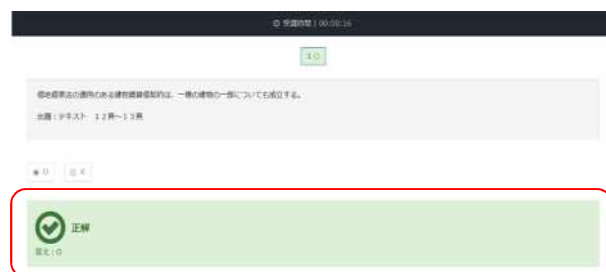 受講時間 | 00:00:16
1 ○
借地借家法の適用のある建物賃貸借契約は、一棟の建物の一部についても成立する。
出題：テキスト 12頁～13頁
○ ×
正解
答え：○